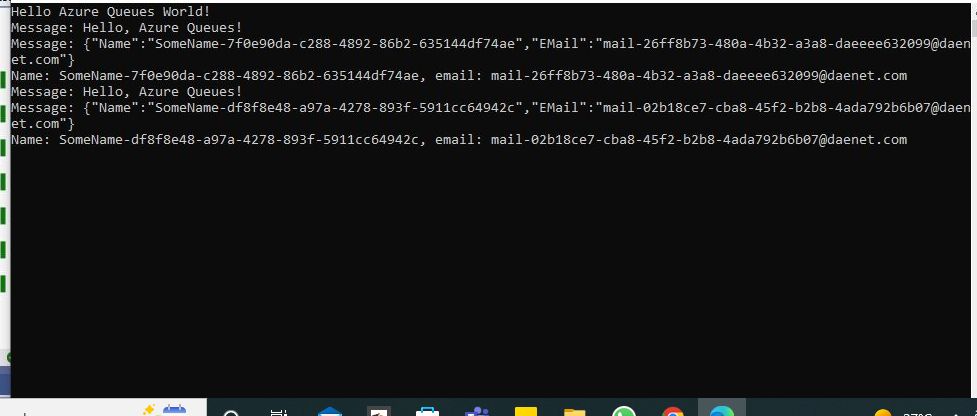 Hello Azure Queues World!
Message: Hello, Azure Queues!
Message: {"Name":"SomeName-7f0e90da-c288-4892-86b2-635144df74ae","EMail":"mail-26ff8b73-480a-4b32-a3a8-daeeee632099@dae
net.com"}
Name: SomeName-7f0e90da-c288-4892-86b2-635144df74ae, email: mail-26ff8b73-480a-4b32-a3a8-daeeee632099@daenet.com
Message: Hello, Azure Queues!
Message: {"Name":"SomeName-df8f8e48-a97a-4278-893f-5911cc64942c","EMail":"mail-02b18ce7-cba8-45f2-b2b8-4ada792b6b07@daen
et.com"}
Name: SomeName-df8f8e48-a97a-4278-893f-5911cc64942c, email: mail-02b18ce7-cba8-45f2-b2b8-4ada792b6b07@daenet.com